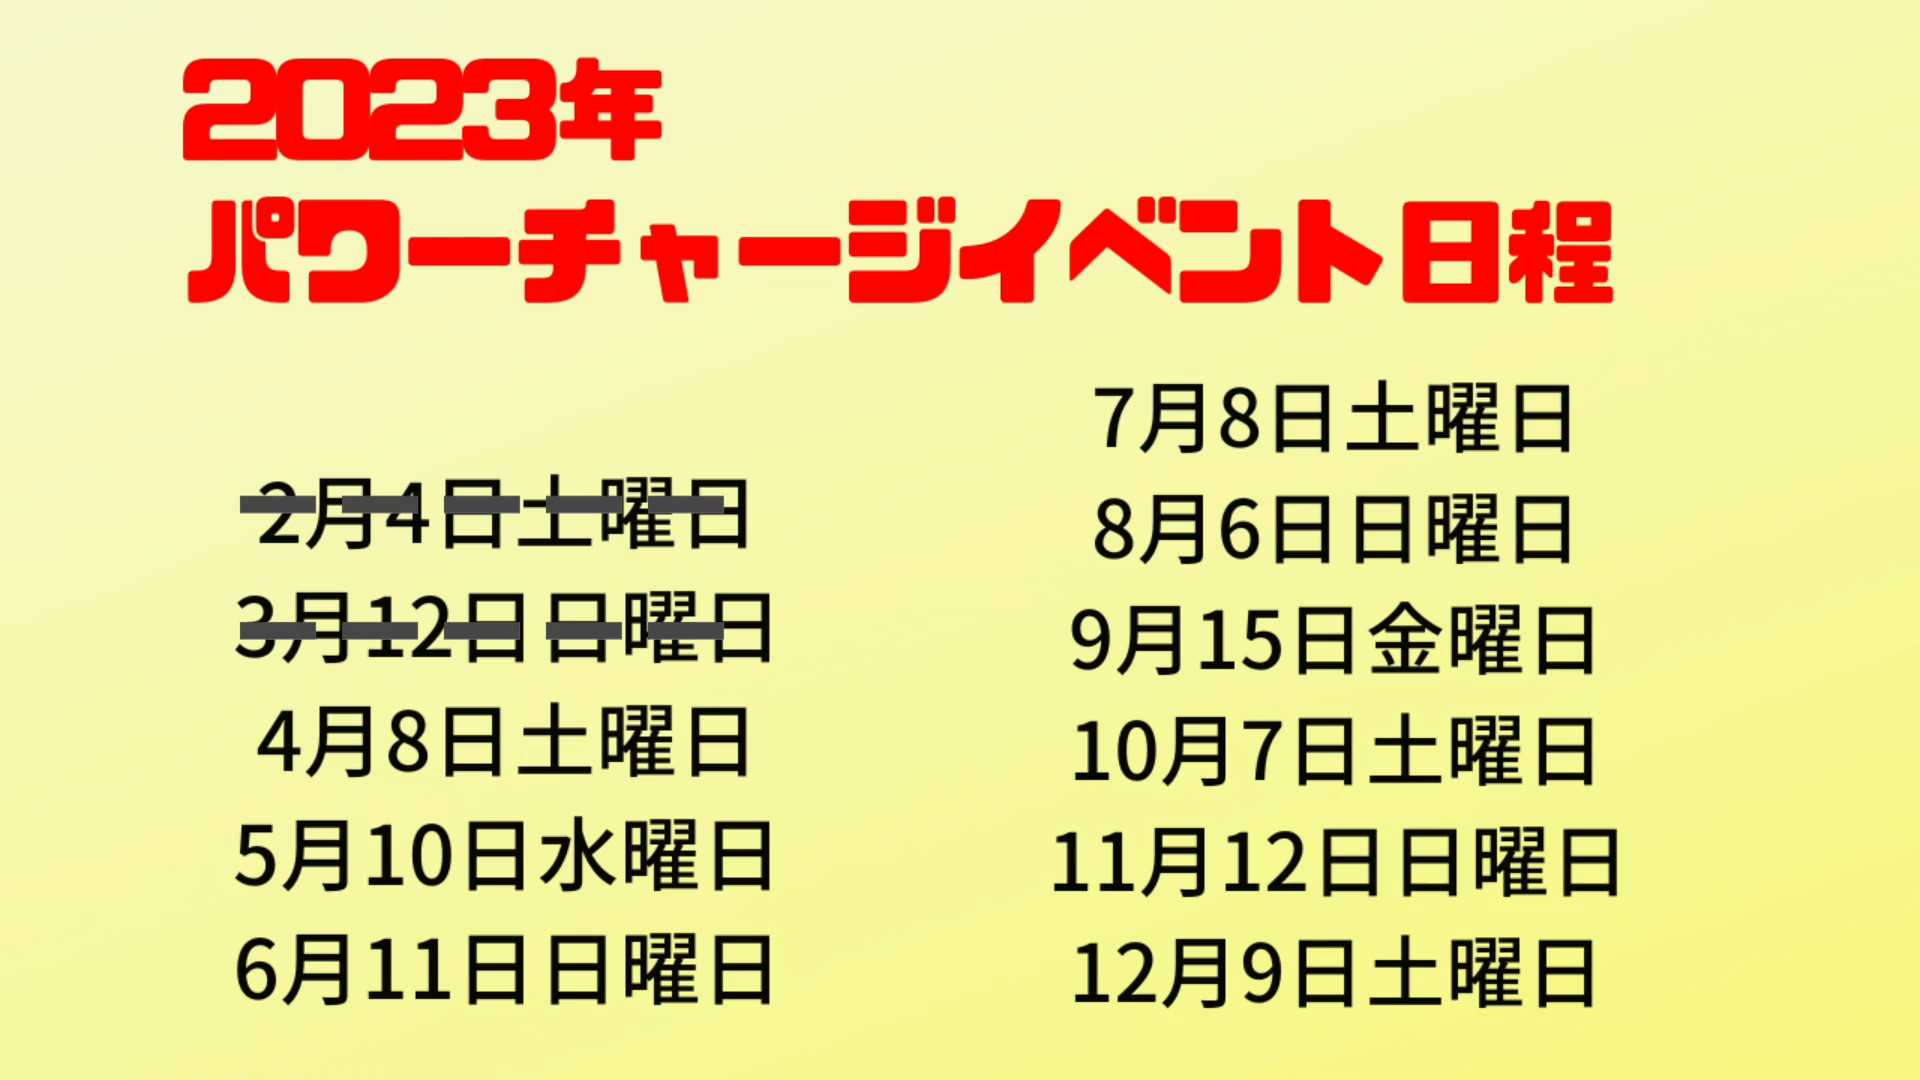 2023年
パワーチャージイベント日程
2月4日土曜日
3月12日日曜日
4月8日土曜日
5月10日水曜日
6月11日日曜日
7月8日土曜日
8月6日日曜日
9月15日金曜日
10月7日土曜日
11月12日日曜日
12月9日土曜日